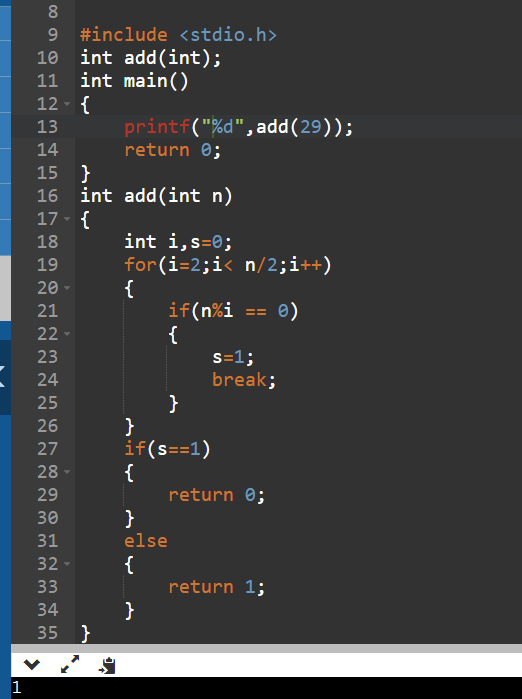 8
9 #include <stdio.h>
10 int add(int);
11 int main()
12 {
13     printf("%d",add(29));
14     return 0;
15 }
16 int add(int n)
17 {
18     int i,s=0;
19     for(i=2;i< n/2;i++)
20     {
21         if(n%i == 0)
22         {
23             s=1;
24             break;
25         }
26     }
27     if(s==1)
28     {
29         return 0;
30     }
31     else
32     {
33         return 1;
34     }
35 }
1